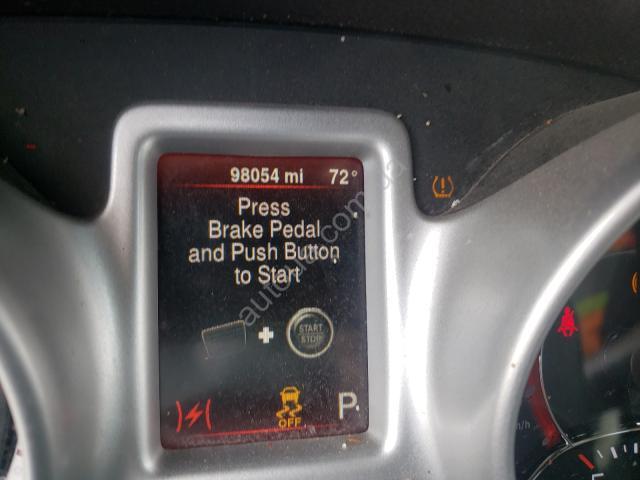 98054 mi 72°
Press
Brake Pedal
and Push Button
to Start
START
STOP
OFF
P